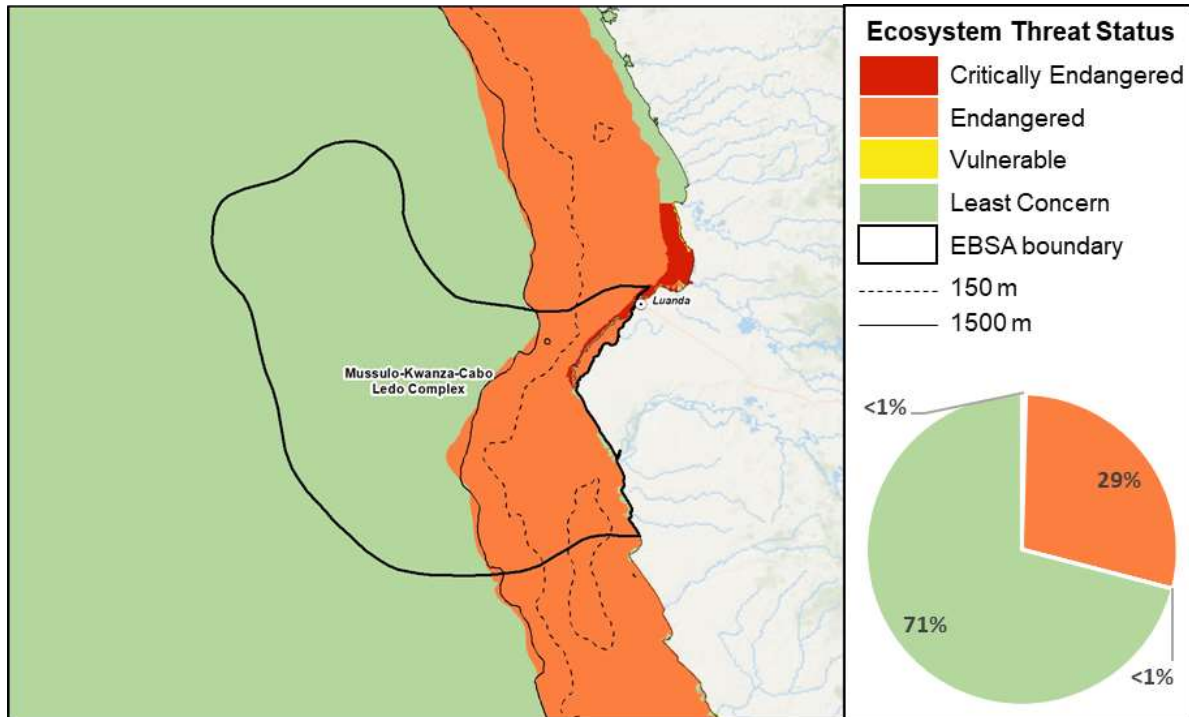 Luanda
Mussulo-Kwanza-Cabo
Ledo Complex
Ecosystem Threat Status
Critically Endangered
Endangered
Vulnerable
Least Concern
EBSA boundary
150 m
1500 m
<1%
29%
71%
<1%